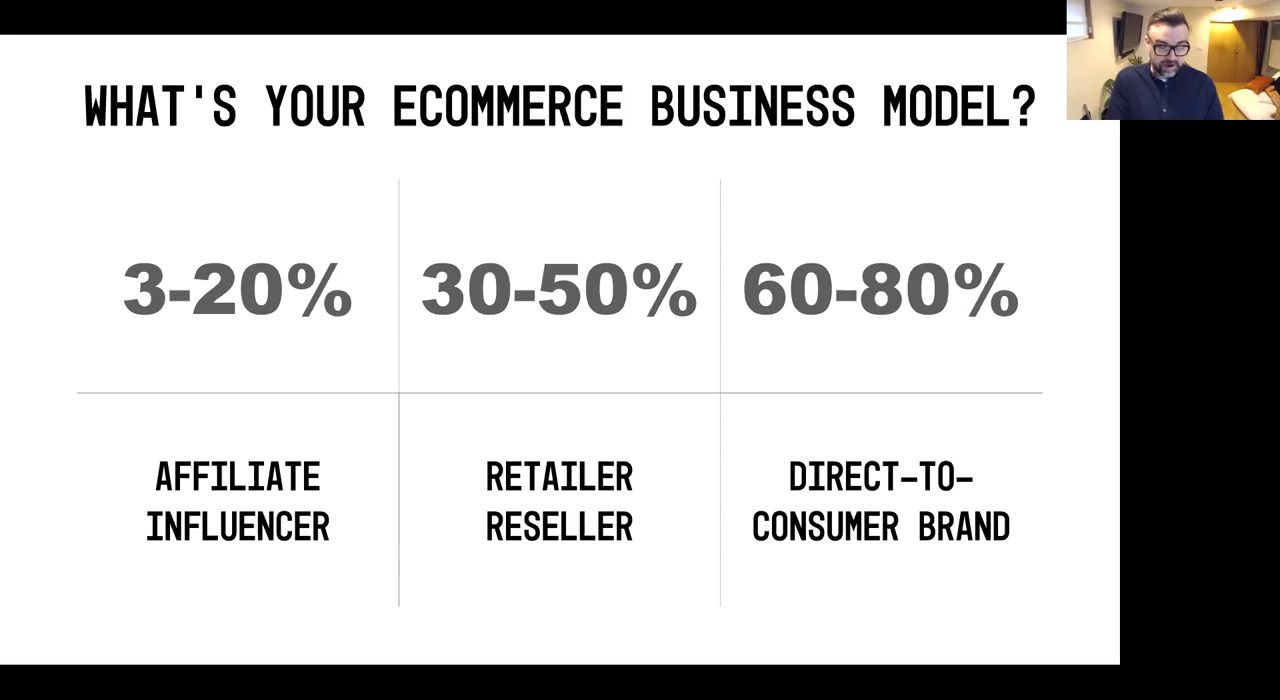 WHAT'S YOUR ECOMMERCE BUSINESS MODEL?
3-20%
30-50%
60-80%
AFFILIATE
INFLUENCER
RETAILER
RESELLER
DIRECT-TO-
CONSUMER BRAND